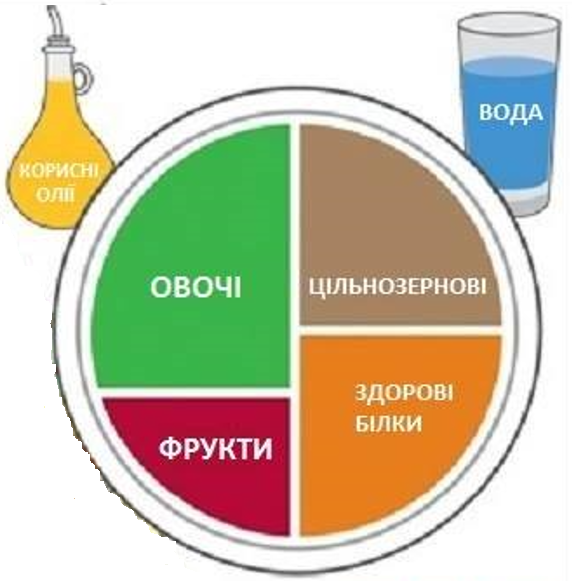 КОРИСНІ
ОЛІЇ
ВОДА
ОВОЧІ
ЦІЛЬНОЗЕРНОВІ
ФРУКТИ
ЗДОРОВІ
БІЛКИ